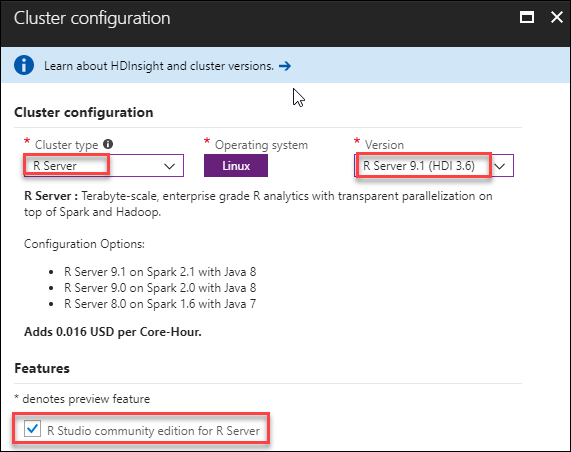 Cluster configuration
Learn about HDInsight and cluster versions. →
Cluster configuration
* Cluster type * Operating system * Version
R Server Linux R Server 9.1 (HDI 3.6)
R Server : Terabyte-scale, enterprise grade R analytics with transparent parallelization on
top of Spark and Hadoop.
Configuration Options:
• R Server 9.1 on Spark 2.1 with Java 8
• R Server 9.0 on Spark 2.0 with Java 8
• R Server 8.0 on Spark 1.6 with Java 7
Adds 0.016 USD per Core-Hour.
Features
* denotes preview feature
R Studio community edition for R Server